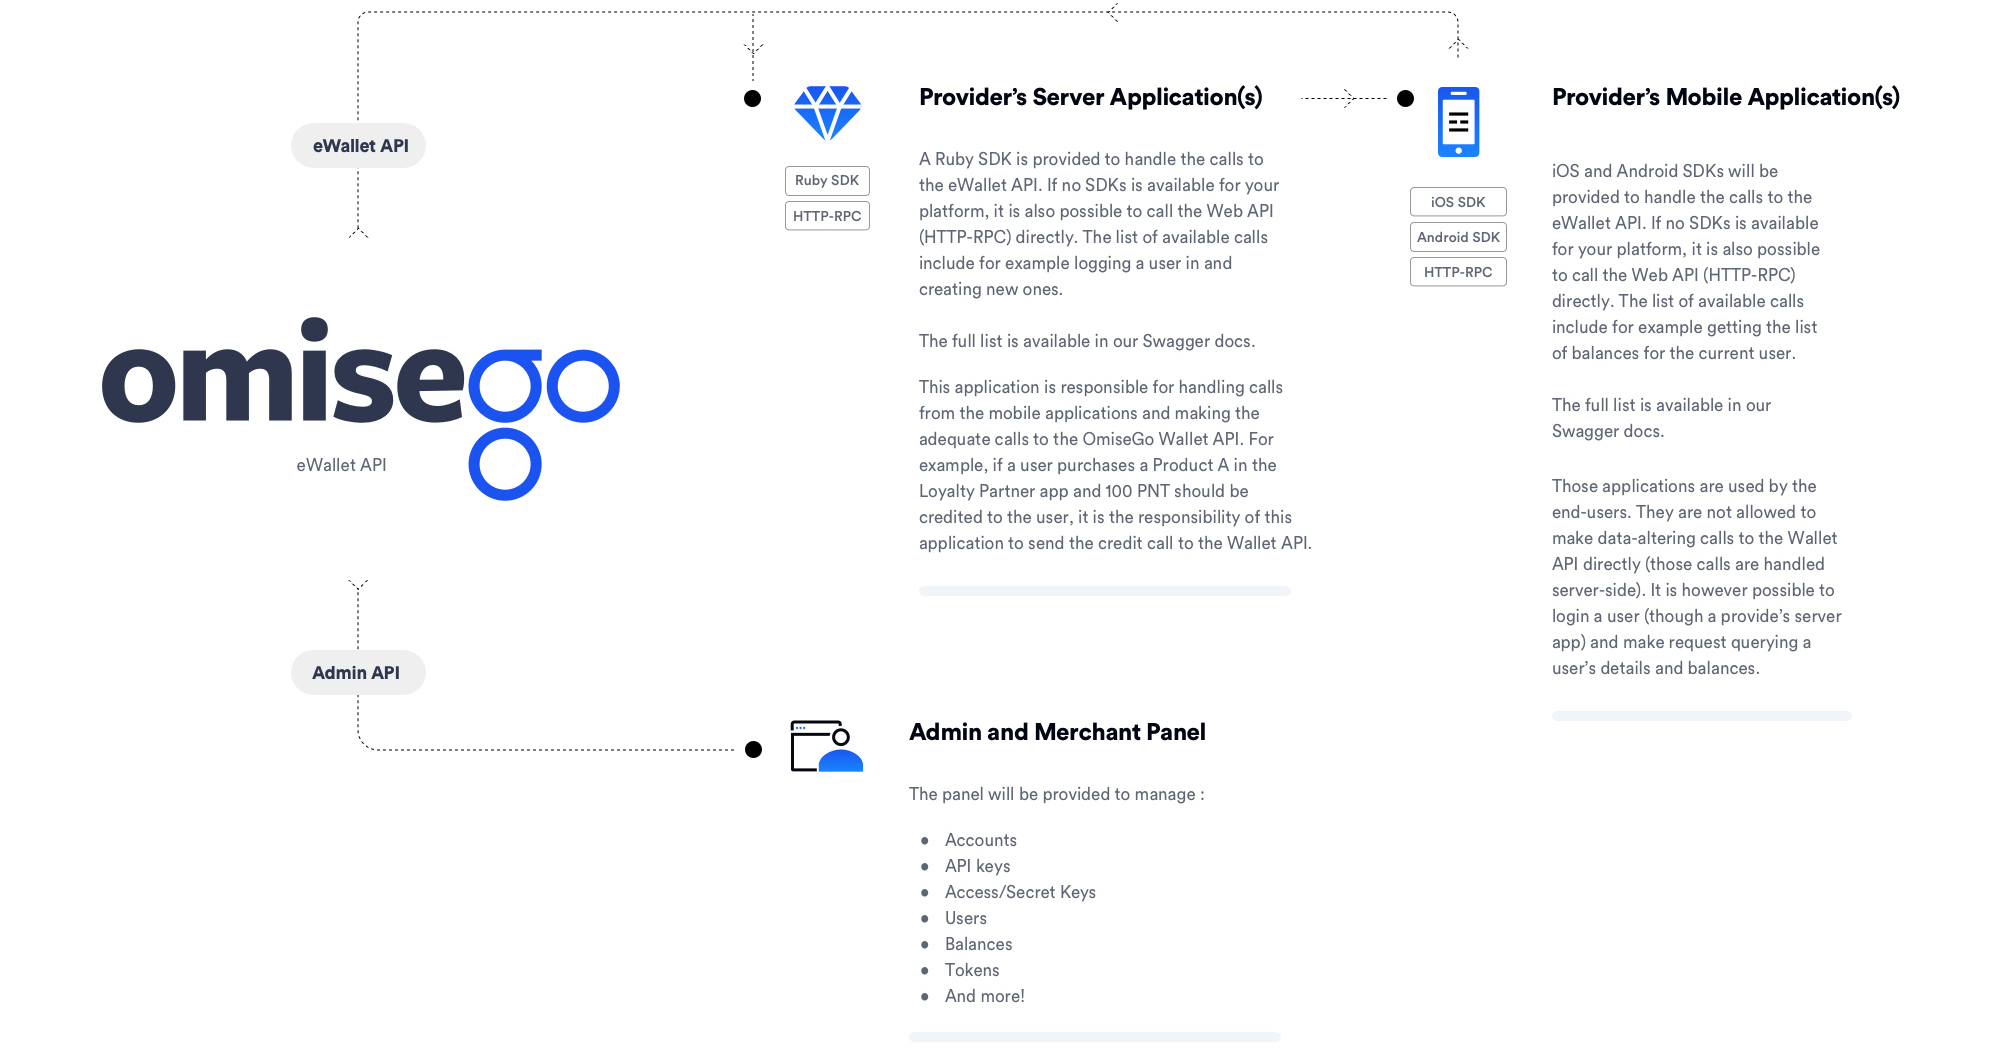 eWallet API
omisego
eWallet API
Admin API
Provider’s Server Application(s)
Ruby SDK
HTTP-RPC
A Ruby SDK is provided to handle the calls to
the eWallet API. If no SDKs is available for your
platform, it is also possible to call the Web API
(HTTP-RPC) directly. The list of available calls
include for example logging a user in and
creating new ones.
The full list is available in our Swagger docs.
This application is responsible for handling calls
from the mobile applications and making the
adequate calls to the OmiseGo Wallet API. For
example, if a user purchases a Product A in the
Loyalty Partner app and 100 PNT should be
credited to the user, it is the responsibility of this
application to send the credit call to the Wallet API.
Provider’s Mobile Application(s)
iOS SDK
Android SDK
HTTP-RPC
iOS and Android SDKs will be
provided to handle the calls to the
eWallet API. If no SDKs is available
for your platform, it is also possible
to call the Web API (HTTP-RPC)
directly. The list of available calls
include for example getting the list
of balances for the current user.
The full list is available in our
Swagger docs.
Those applications are used by the
end-users. They are not allowed to
make data-altering calls to the Wallet
API directly (those calls are handled
server-side). It is however possible to
login a user (though a provide’s server
app) and make request querying a
user’s details and balances.
Admin and Merchant Panel
The panel will be provided to manage :
● Accounts
● API keys
● Access/Secret Keys
● Users
● Balances
● Tokens
● And more!